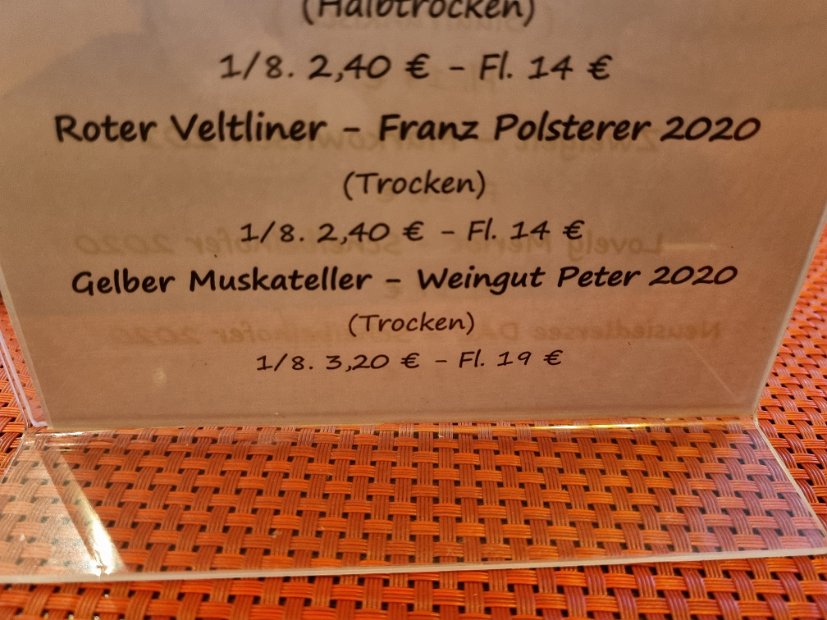 (Halbtrocken)
1/8. 2,40 € - Fl. 14 €
Roter Veltliner - Franz Polsterer 2020
(Trocken)
1/8. 2,40 € - Fl. 14 €
Gelber Muskateller - Weingut Peter 2020
(Trocken)
1/8. 3,20 € - Fl. 19 €